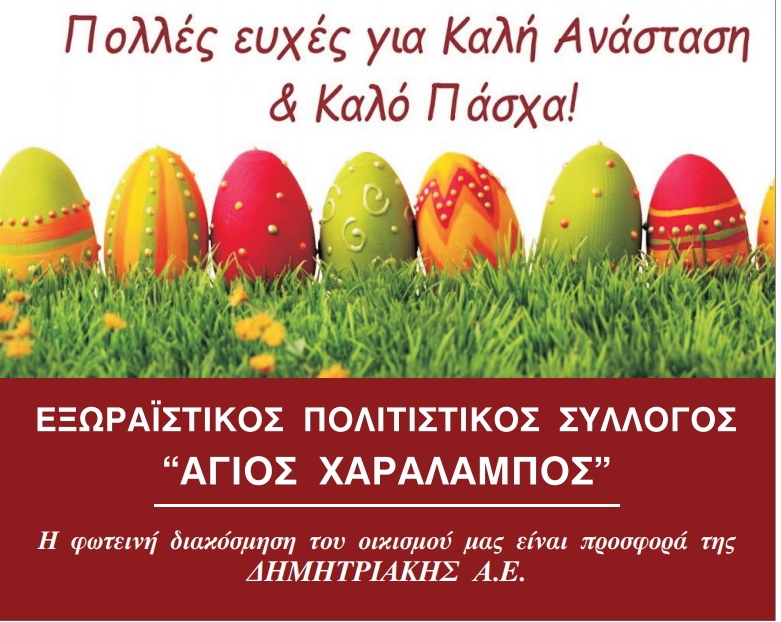 Πολλές ευχές για Καλή Ανάσταση
& Καλό Πάσχα!
ΕΞΩΡΑΪΣΤΙΚΟΣ ΠΟΛΙΤΙΣΤΙΚΟΣ ΣΥΛΛΟΓΟΣ
“ΑΓΙΟΣ ΧΑΡΑΛΑΜΠΟΣ”
Η φωτεινή διακόσμηση του οικισμού μας είναι προσφορά της
ΔΗΜΗΤΡΙΑΚΗΣ Α.Ε.